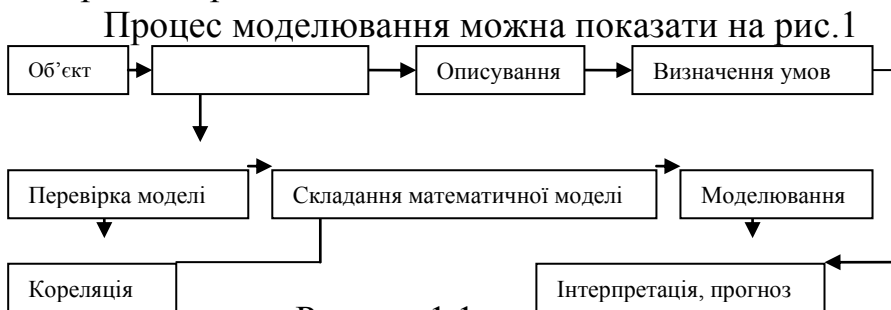 Процес моделювання можна показати на рис.1
Об’єкт
Описування
Визначення умов
Перевірка моделі
Складання математичної моделі
Моделювання
Кореляція
Інтерпретація, прогноз